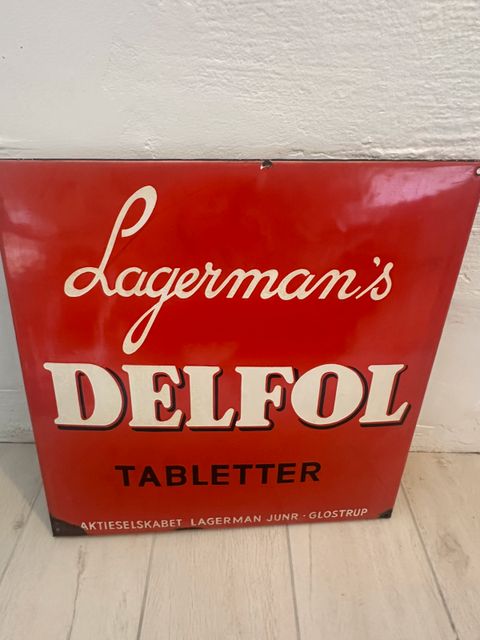 Lagerman's
DELFOL
TABLETTER
AKTIESELSKABET LAGERMAN JUNR · GLOSTRUP